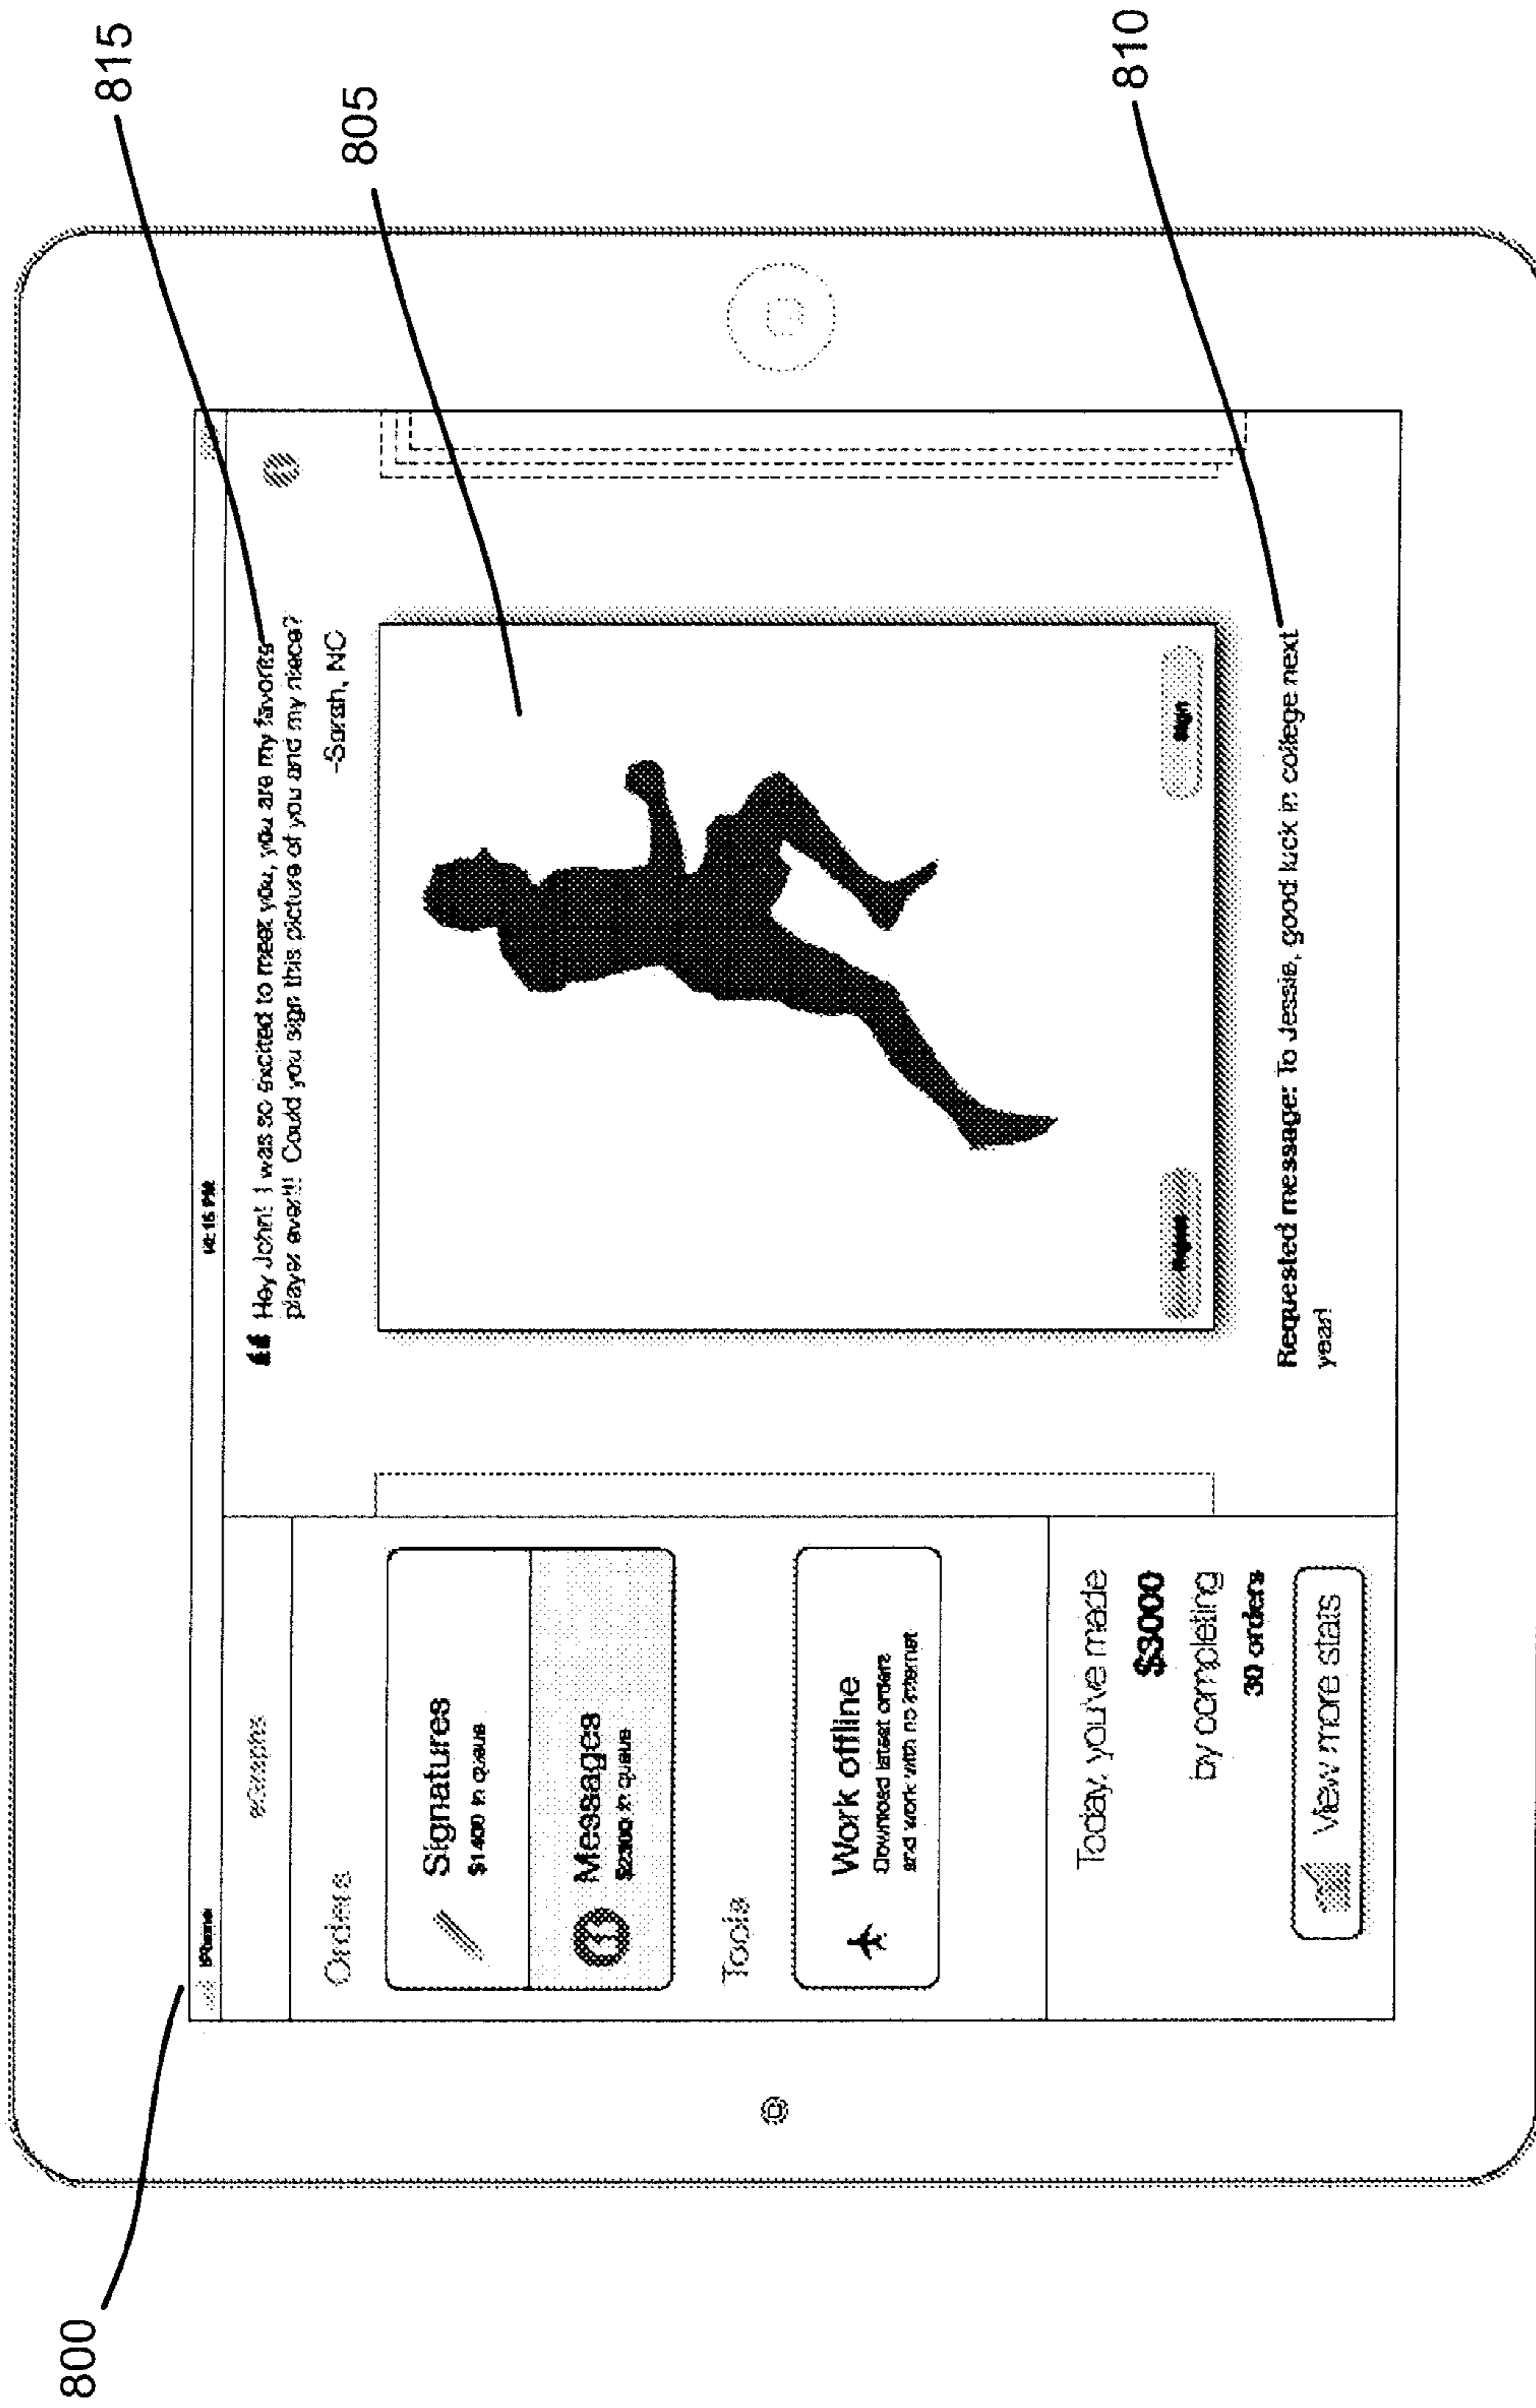 800
815
805
810
iPhone
eGraphs
Orders
Signatures
$1400 in queue
Messages
$2300 in queue
Tools
Work offline
Download latest orders
and work with no internet
Today, you've made
$3000
by completing
30 orders
View more stats
Hey John! I was so excited to meet you, you are my favorite
player ever!!! Could you sign this picture of you and my niece?
-Sarah, NC
Reject
Sign
Requested message: To Jessie, good luck in college next
year!